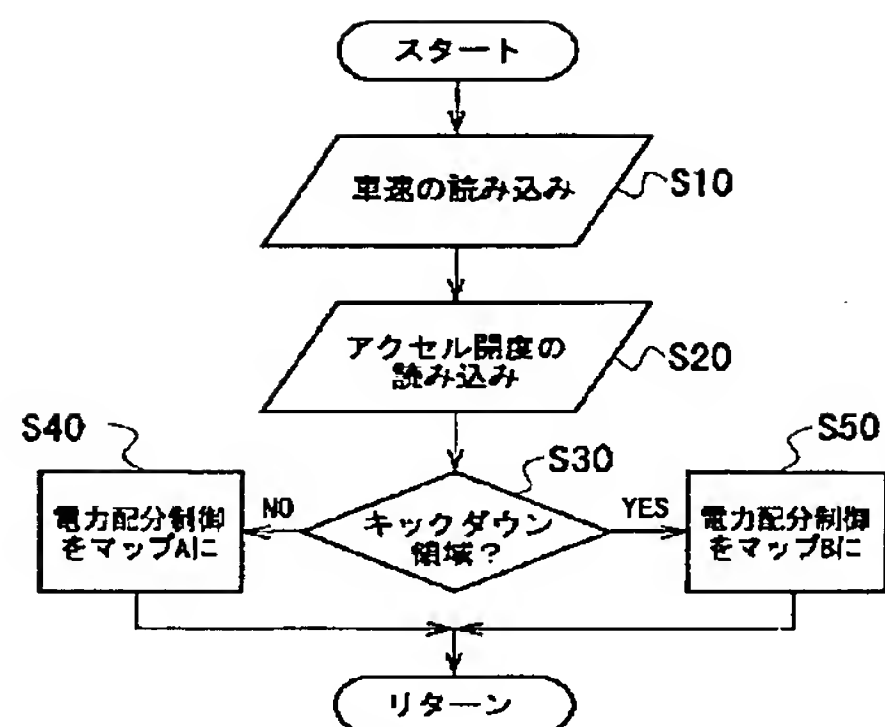 スタート
車速の読み込み
S10
アクセル開度の
読み込み
S20
S30
キックダウン
領域？
NO
YES
S40
電力配分制御
をマップAに
S50
電力配分制御
をマップBに
リターン